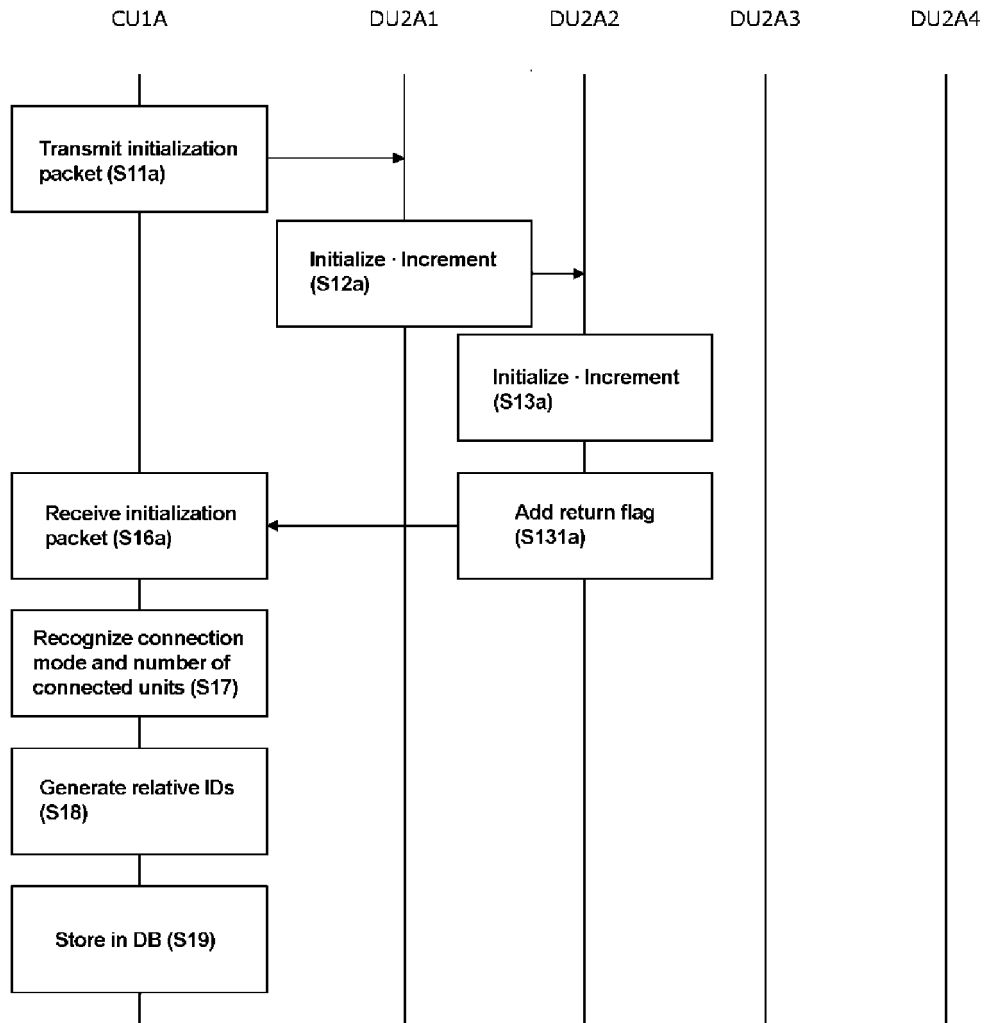 CU1A DU2A1 DU2A2 DU2A3 DU2A4
Transmit initialization
packet (S11a)
Initialize · Increment
(S12a)
Initialize · Increment
(S13a)
Receive initialization
packet (S16a)
Add return flag
(S131a)
Recognize connection
mode and number of
connected units (S17)
Generate relative IDs
(S18)
Store in DB (S19)